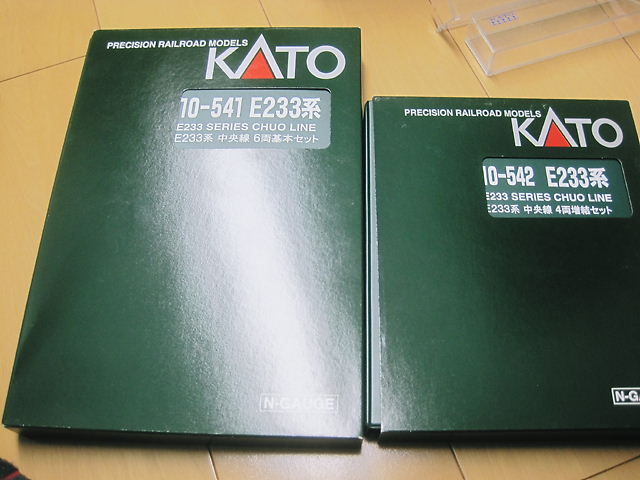 PRECISION RAILROAD MODELS
KATO
10-541 E233系
E233 SERIES CHUO LINE
E233系 中央線 6両基本セット
N-GAUGE
PRECISION RAILROAD MODELS
KATO
10-542 E233系
E233 SERIES CHUO LINE
E233系 中央線 4両増結セット
N-GA